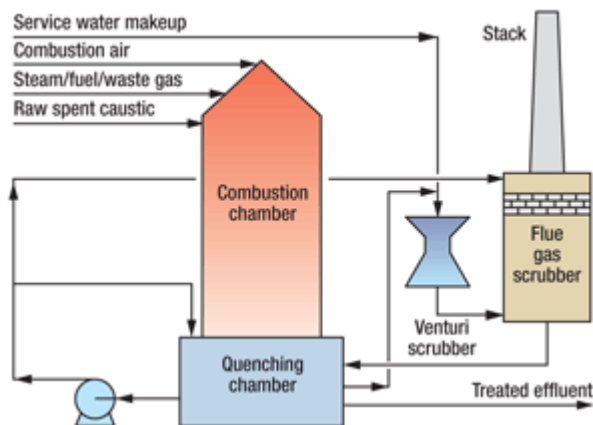 Service water makeup
Combustion air
Steam/fuel/waste gas
Raw spent caustic
Stack
Combustion
chamber
Flue
gas
scrubber
Venturi
scrubber
Quenching
chamber
Treated effluent